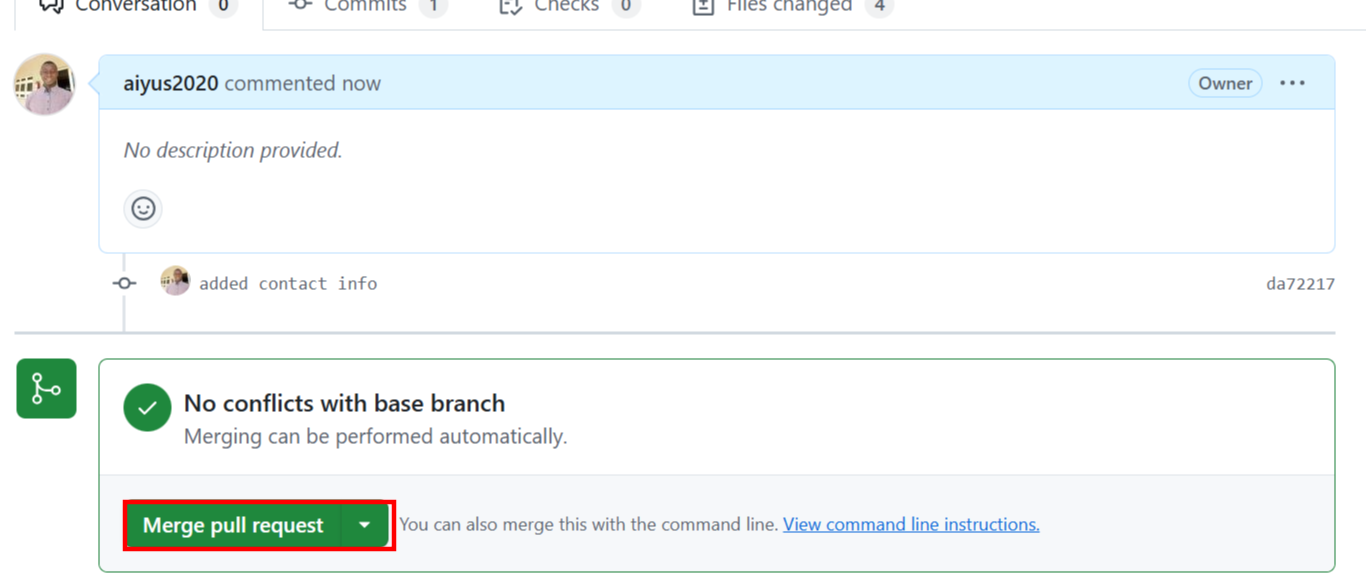 Conversation 0 Commits 1 Checks 0 Files changed 4
aiyus2020 commented now Owner
No description provided.
added contact info da72217
No conflicts with base branch
Merging can be performed automatically.
Merge pull request You can also merge this with the command line. View command line instructions.